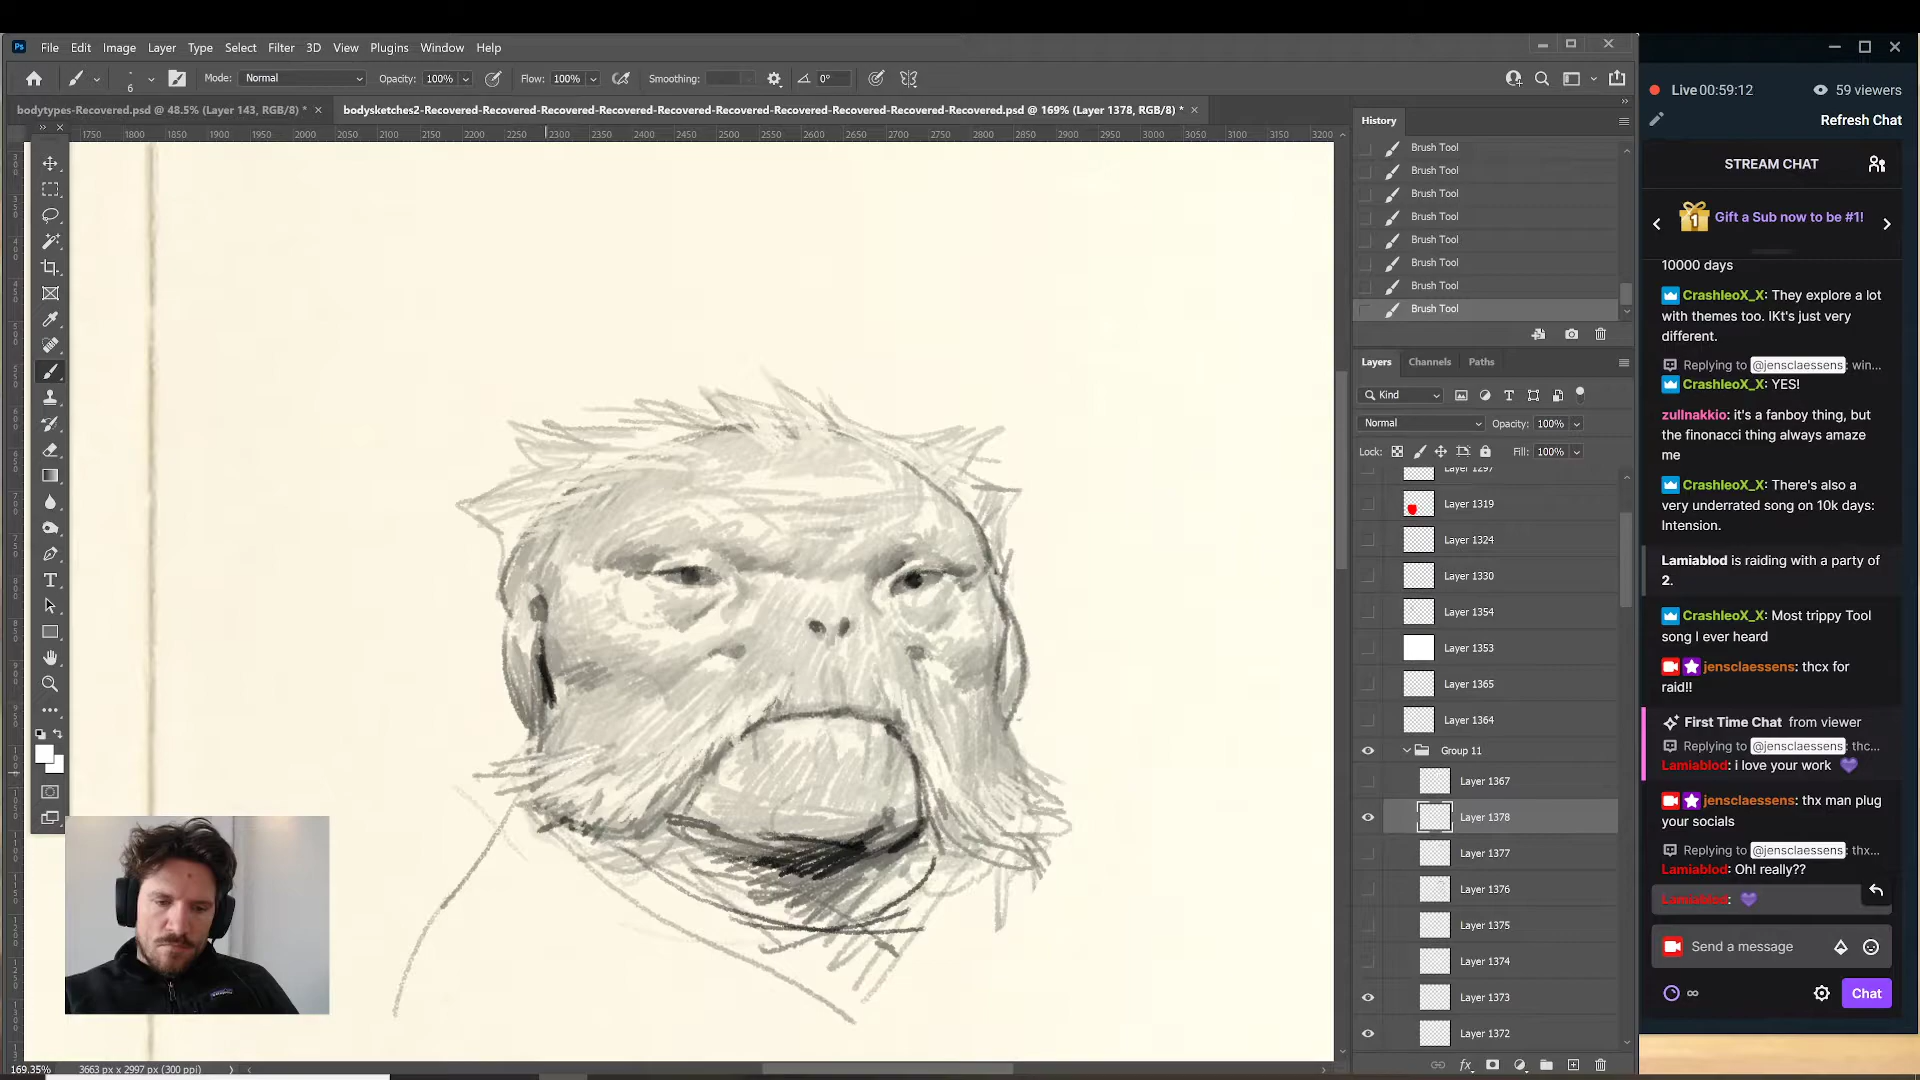 Ps File Edit Image Layer Type Select Filter 3D View Plugins Window Help
6 Mode: Normal Opacity: 100% Flow: 100% Smoothing: 0°
bodytypes-Recovered.psd @ 48.5% (Layer 143, RGB/8) * × bodysketches2-Recovered-Recovered-Recovered-Recovered-Recovered-Recovered-Recovered-Recovered-Recovered-Recovered-Recovered.psd @ 169% (Layer 1378, RGB/8) * ×
1750 1800 1850 1900 1950 2000 2050 2100 2150 2200 2250 2300 2350 2400 2450 2500 2550 2600 2650 2700 2750 2800 2850 2900 2950 3000 3050 3100 3150 3200
History
Brush Tool
Brush Tool
Brush Tool
Brush Tool
Brush Tool
Brush Tool
Brush Tool
Brush Tool
Layers Channels Paths
Kind
Normal Opacity: 100%
Lock: Fill: 100%
Layer 1297
Layer 1319
Layer 1324
Layer 1330
Layer 1354
Layer 1353
Layer 1365
Layer 1364
Group 11
Layer 1367
Layer 1378
Layer 1377
Layer 1376
Layer 1375
Layer 1374
Layer 1373
Layer 1372
fx
169.35% 3663 px x 2997 px (300 ppi)
Live 00:59:12 59 viewers
Refresh Chat
STREAM CHAT
1 Gift a Sub now to be #1!
10000 days
CrashleoX_X: They explore a lot
with themes too. IKt's just very
different.
Replying to @jensclaessens: win...
CrashleoX_X: YES!
zullnakkio: it's a fanboy thing, but
the finonacci thing always amaze
me
CrashleoX_X: There's also a
very underrated song on 10k days:
Intension.
Lamiablod is raiding with a party of
2.
CrashleoX_X: Most trippy Tool
song I ever heard
jensclaessens: thcx for
raid!!
First Time Chat from viewer
Replying to @jensclaessens: thc...
Lamiablod: i love your work
jensclaessens: thx man plug
your socials
Replying to @jensclaessens: thx...
Lamiablod: Oh! really??
Lamiablod:
Send a message
∞ Chat